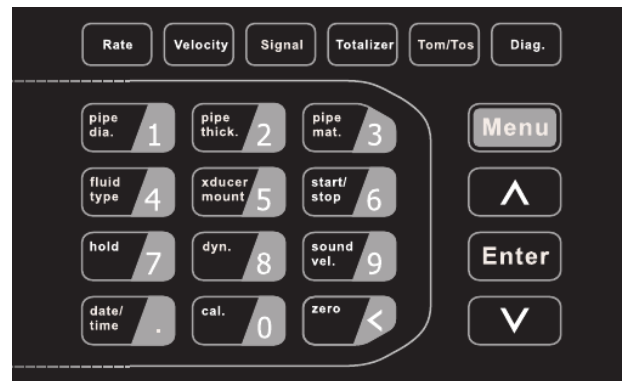 Rate Velocity Signal Totalizer Tom/Tos Diag.
pipe dia. 1 pipe thick. 2 pipe mat. 3 Menu
fluid type 4 xducer mount 5 start/ stop 6 ∧
hold 7 dyn. 8 sound vel. 9 Enter
date/ time . cal. 0 zero < ∨